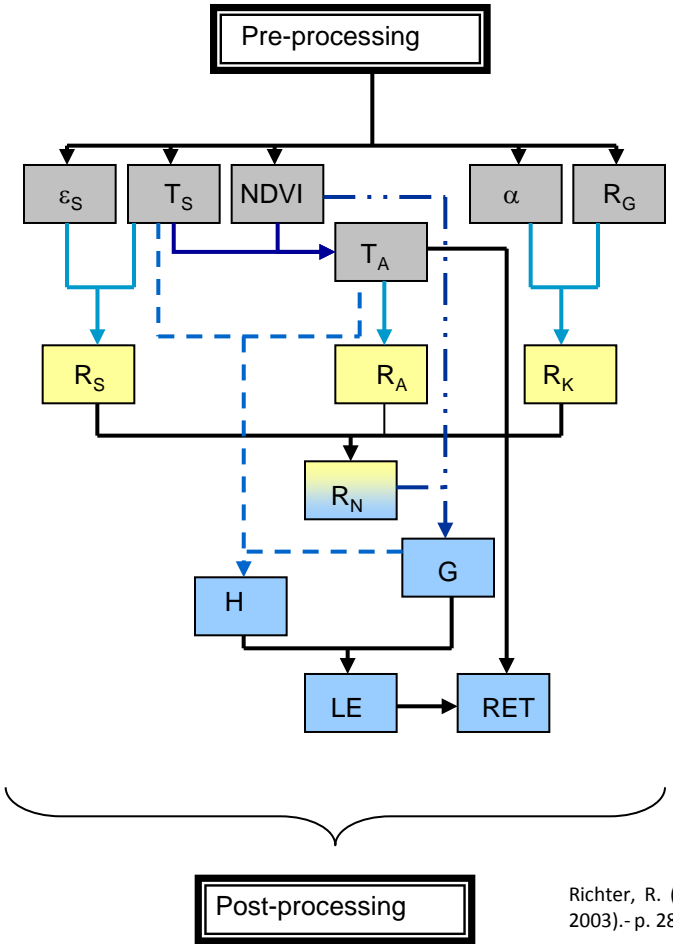 Pre-processing
εS TS NDVI α RG
TA
RS RA RK
RN
G
H
LE RET
Post-processing
Richter, R. (
2003).- p. 28